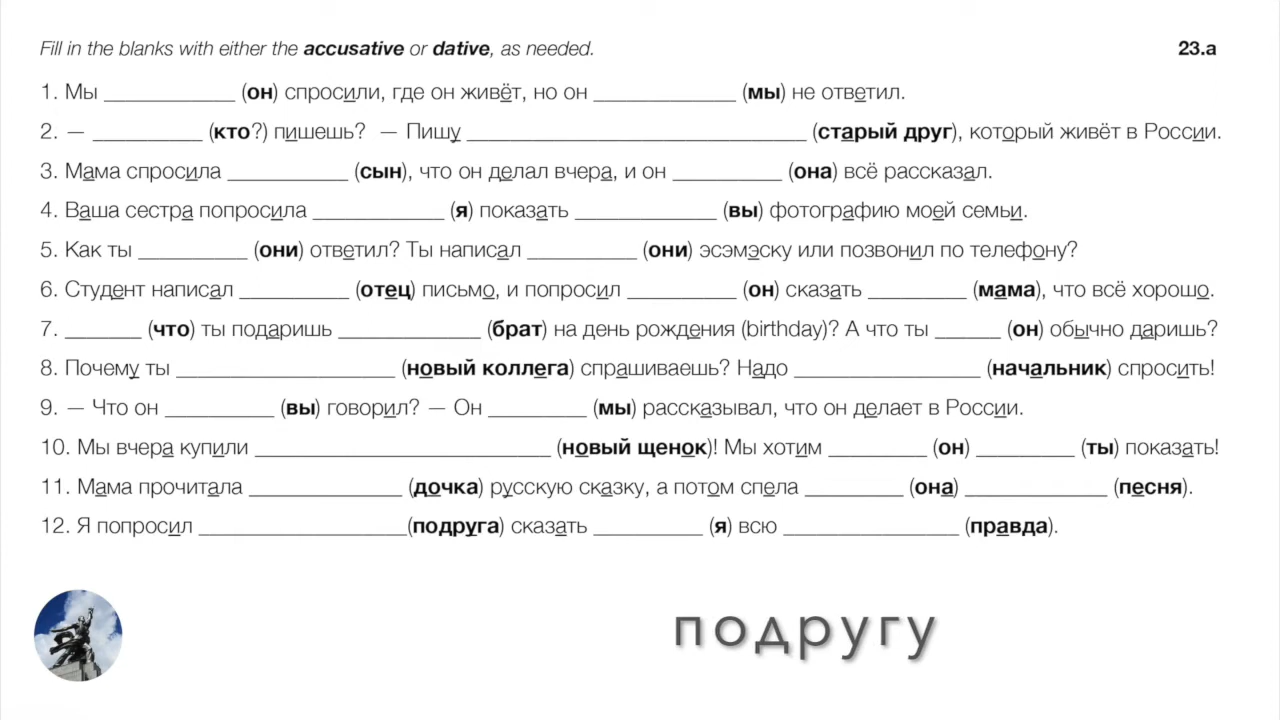 Fill in the blanks with either the accusative or dative, as needed. 23.a
1. Мы ____________ (он) спросили, где он живёт, но он _____________ (мы) не ответил.
2. — __________ (кто?) пишешь? — Пишу _______________________________ (старый друг), который живёт в России.
3. Мама спросила ___________ (сын), что он делал вчера, и он __________ (она) всё рассказал.
4. Ваша сестра попросила ____________ (я) показать _____________ (вы) фотографию моей семьи.
5. Как ты __________ (они) ответил? Ты написал __________ (они) эсэмэску или позвонил по телефону?
6. Студент написал __________ (отец) письмо, и попросил __________ (он) сказать _________ (мама), что всё хорошо.
7. _______ (что) ты подаришь _____________ (брат) на день рождения (birthday)? А что ты ______ (он) обычно даришь?
8. Почему ты ____________________ (новый коллега) спрашиваешь? Надо _________________ (начальник) спросить!
9. — Что он __________ (вы) говорил? — Он _________ (мы) рассказывал, что он делает в России.
10. Мы вчера купили ___________________________ (новый щенок)! Мы хотим _________ (он) _________ (ты) показать!
11. Мама прочитала ______________ (дочка) русскую сказку, а потом спела _________ (она) _____________ (песня).
12. Я попросил ___________________(подруга) сказать __________ (я) всю ________________ (правда).
подругу